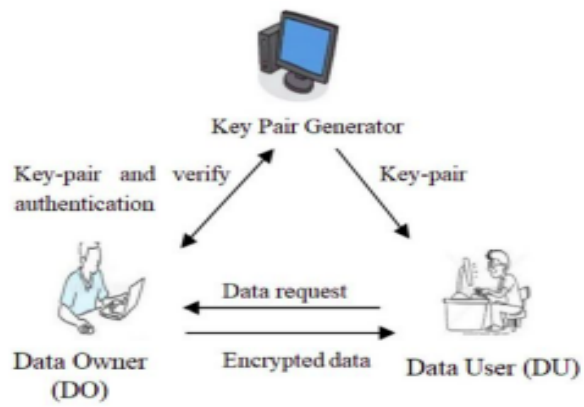 Key Pair Generator
Key-pair and verify
authentication
Key-pair
Data request
Encrypted data
Data Owner
(DO)
Data User (DU)